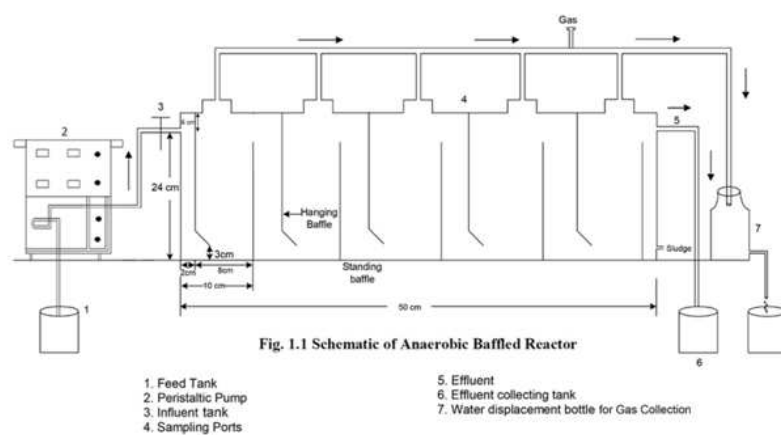 Gas
3
4
5
2
6 cm
24 cm
Hanging
Baffle
7
3cm
Sludge
2cm
8cm
Standing
baffle
10 cm
1
50 cm
Fig. 1.1 Schematic of Anaerobic Baffled Reactor
6
1. Feed Tank
2. Peristaltic Pump
3. Influent tank
4. Sampling Ports
5. Effluent
6. Effluent collecting tank
7. Water displacement bottle for Gas Collection